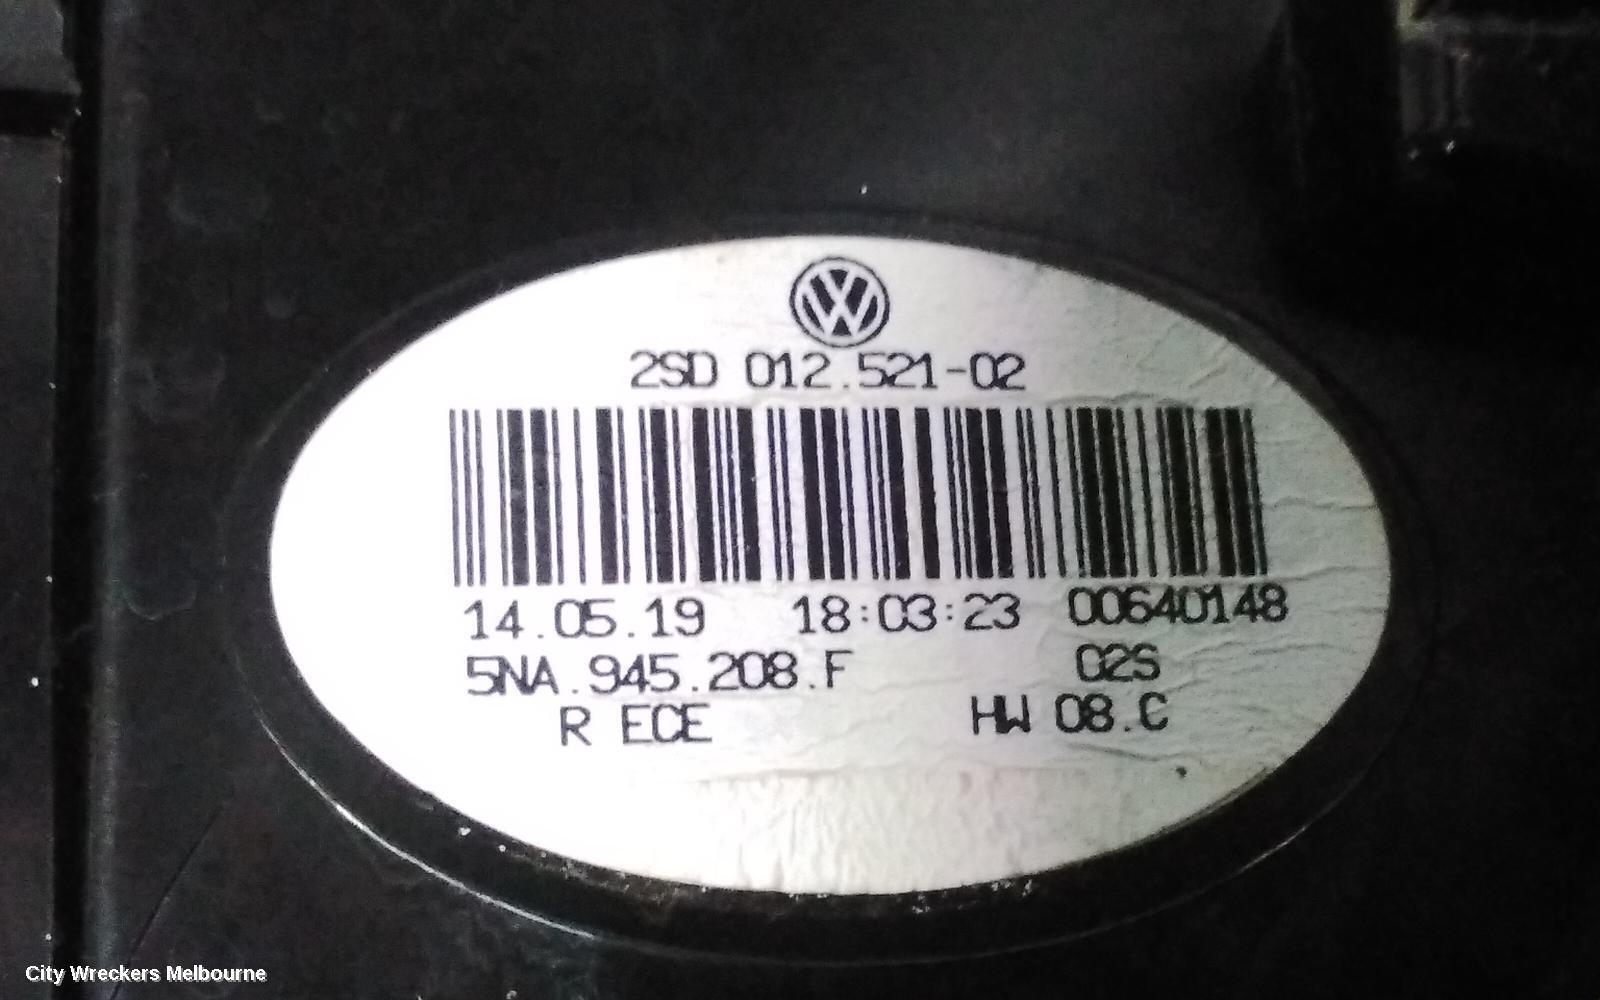 2SD 012.521-02
14.05.19 18:03:23 00640148
5NA.945.208.F 02S
R ECE HW 08.C
City Wreckers Melbourne